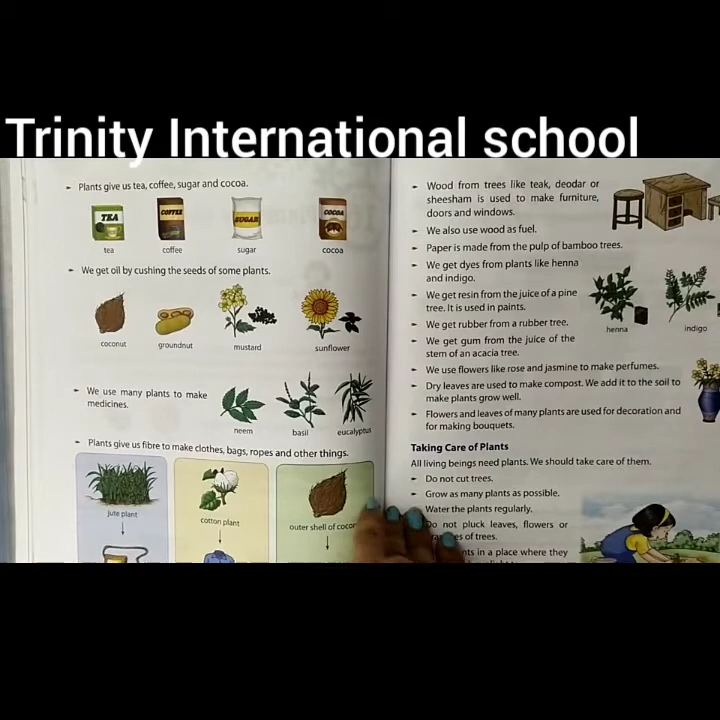 Trinity International school
Plants give us tea, coffee, sugar and cocoa.
TEA
COFFEE
SUGAR
COCOA
tea
coffee
sugar
cocoa
We get oil by cushing the seeds of some plants.
coconut
groundnut
mustard
sunflower
We use many plants to make
medicines.
neem
basil
eucalyptus
Plants give us fibre to make clothes, bags, ropes and other things.
jute plant
cotton plant
outer shell of
Wood from trees like teak, deodar or
sheesham is used to make furniture,
doors and windows.
We also use wood as fuel.
Paper is made from the pulp of bamboo trees.
We get dyes from plants like henna
and indigo.
We get resin from the juice of a pine
tree. It is used in paints.
We get rubber from a rubber tree.
We get gum from the juice of the
stem of an acacia tree.
henna
indigo
We use flowers like rose and jasmine to make perfumes.
Dry leaves are used to make compost. We add it to the soil to
make plants grow well.
Flowers and leaves of many plants are used for decoration and
for making bouquets.
Taking Care of Plants
All living beings need plants. We should take care of them.
Do not cut trees.
Grow as many plants as possible.
Water the plants regularly.
Do not pluck leaves, flowers or
of trees.
in a place where they